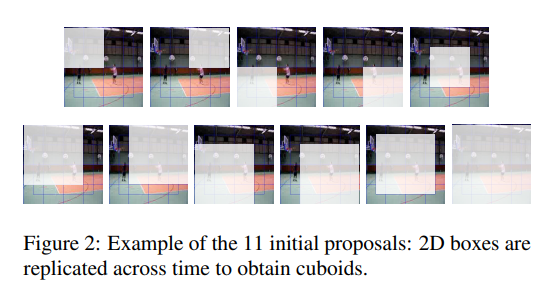 Figure 2: Example of the 11 initial proposals: 2D boxes are
replicated across time to obtain cuboids.